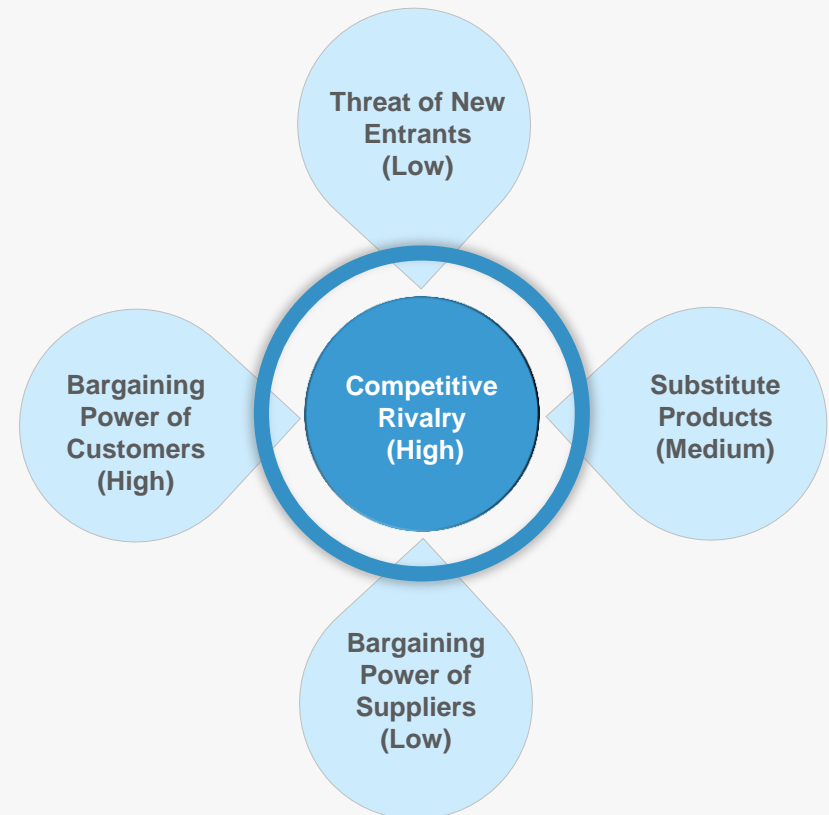 Threat of New
Entrants
(Low)
Bargaining
Power of
Customers
(High)
Competitive
Rivalry
(High)
Substitute
Products
(Medium)
Bargaining
Power of
Suppliers
(Low)